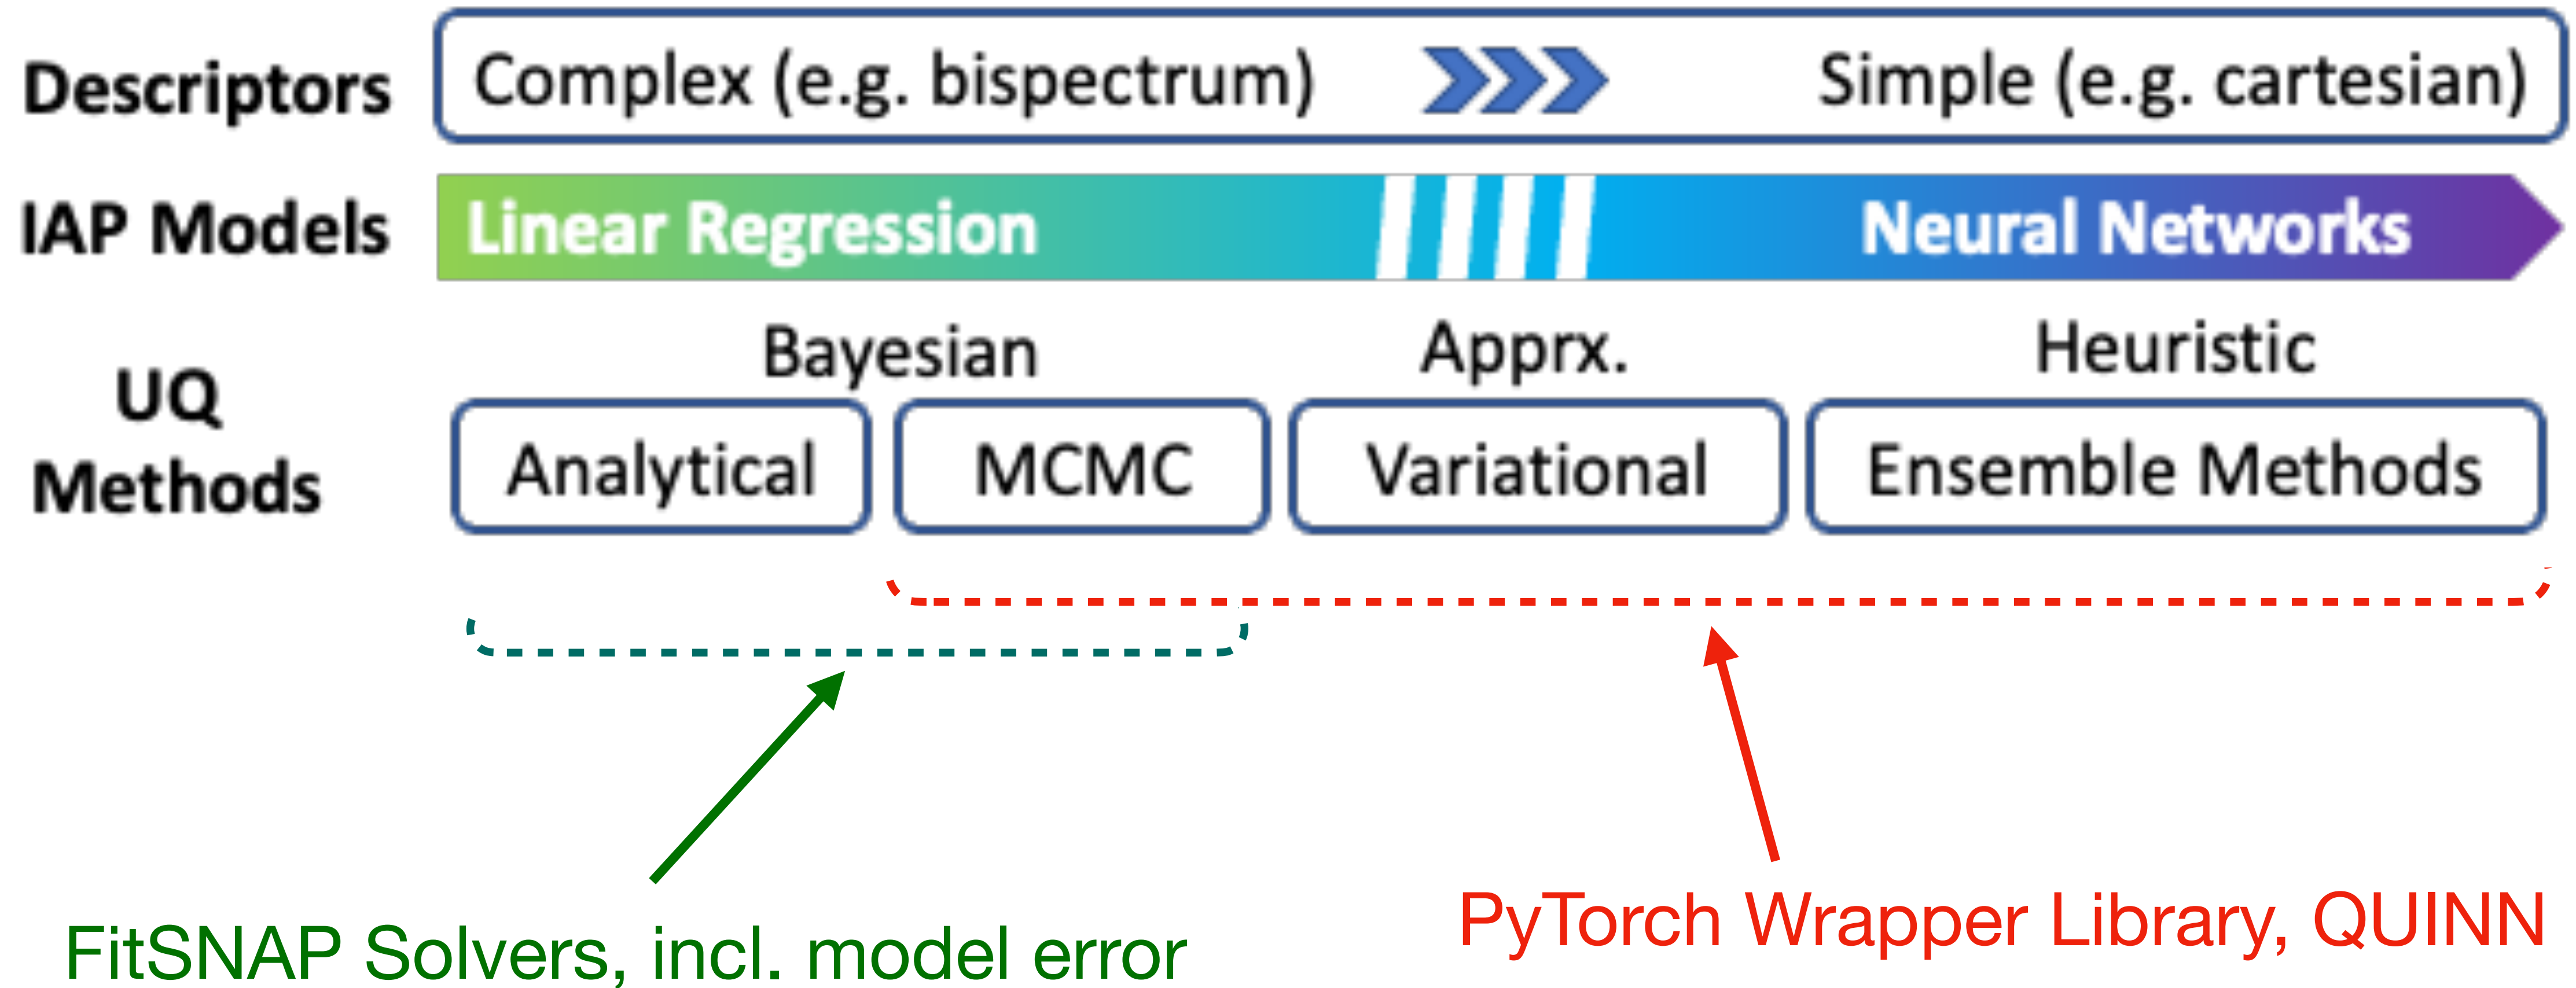 Descriptors
Complex (e.g. bispectrum)
Simple (e.g. cartesian)
IAP Models
Linear Regression
Neural Networks
UQ
Methods
Bayesian
Apprx.
Heuristic
Analytical
MCMC
Variational
Ensemble Methods
FitSNAP Solvers, incl. model error
PyTorch Wrapper Library, QUINN